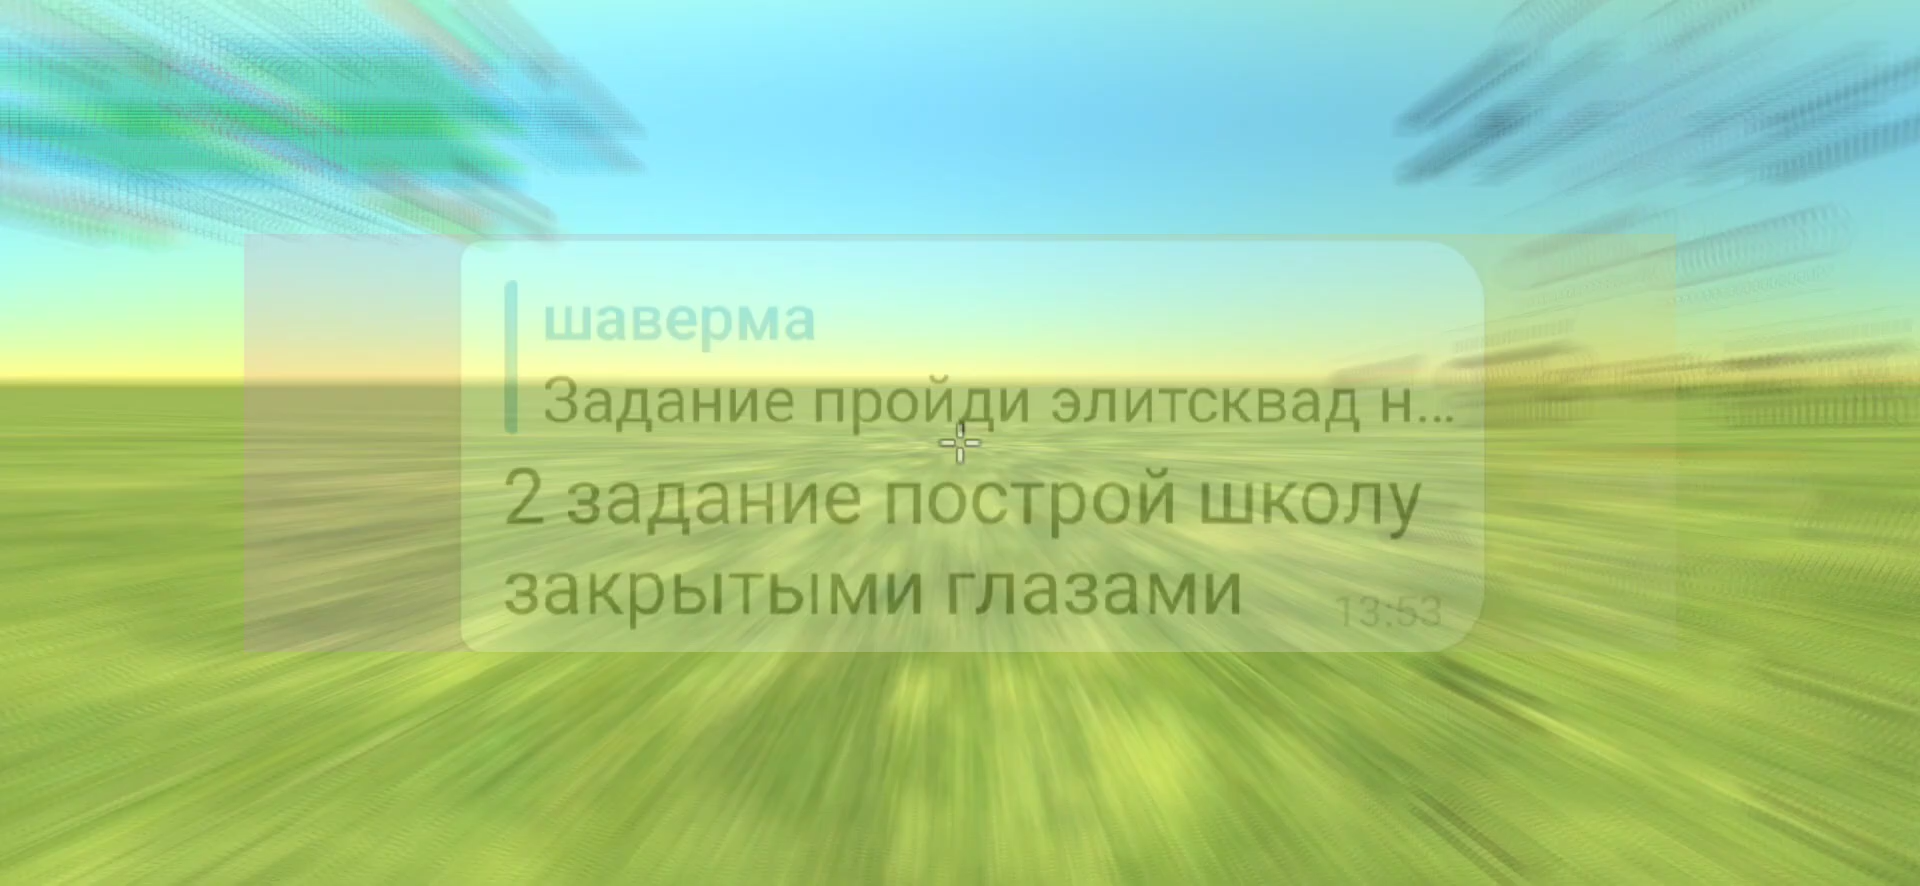 шаверма
Задание пройди элитсквад н...
2 задание построй школу
закрытыми глазами
13:53